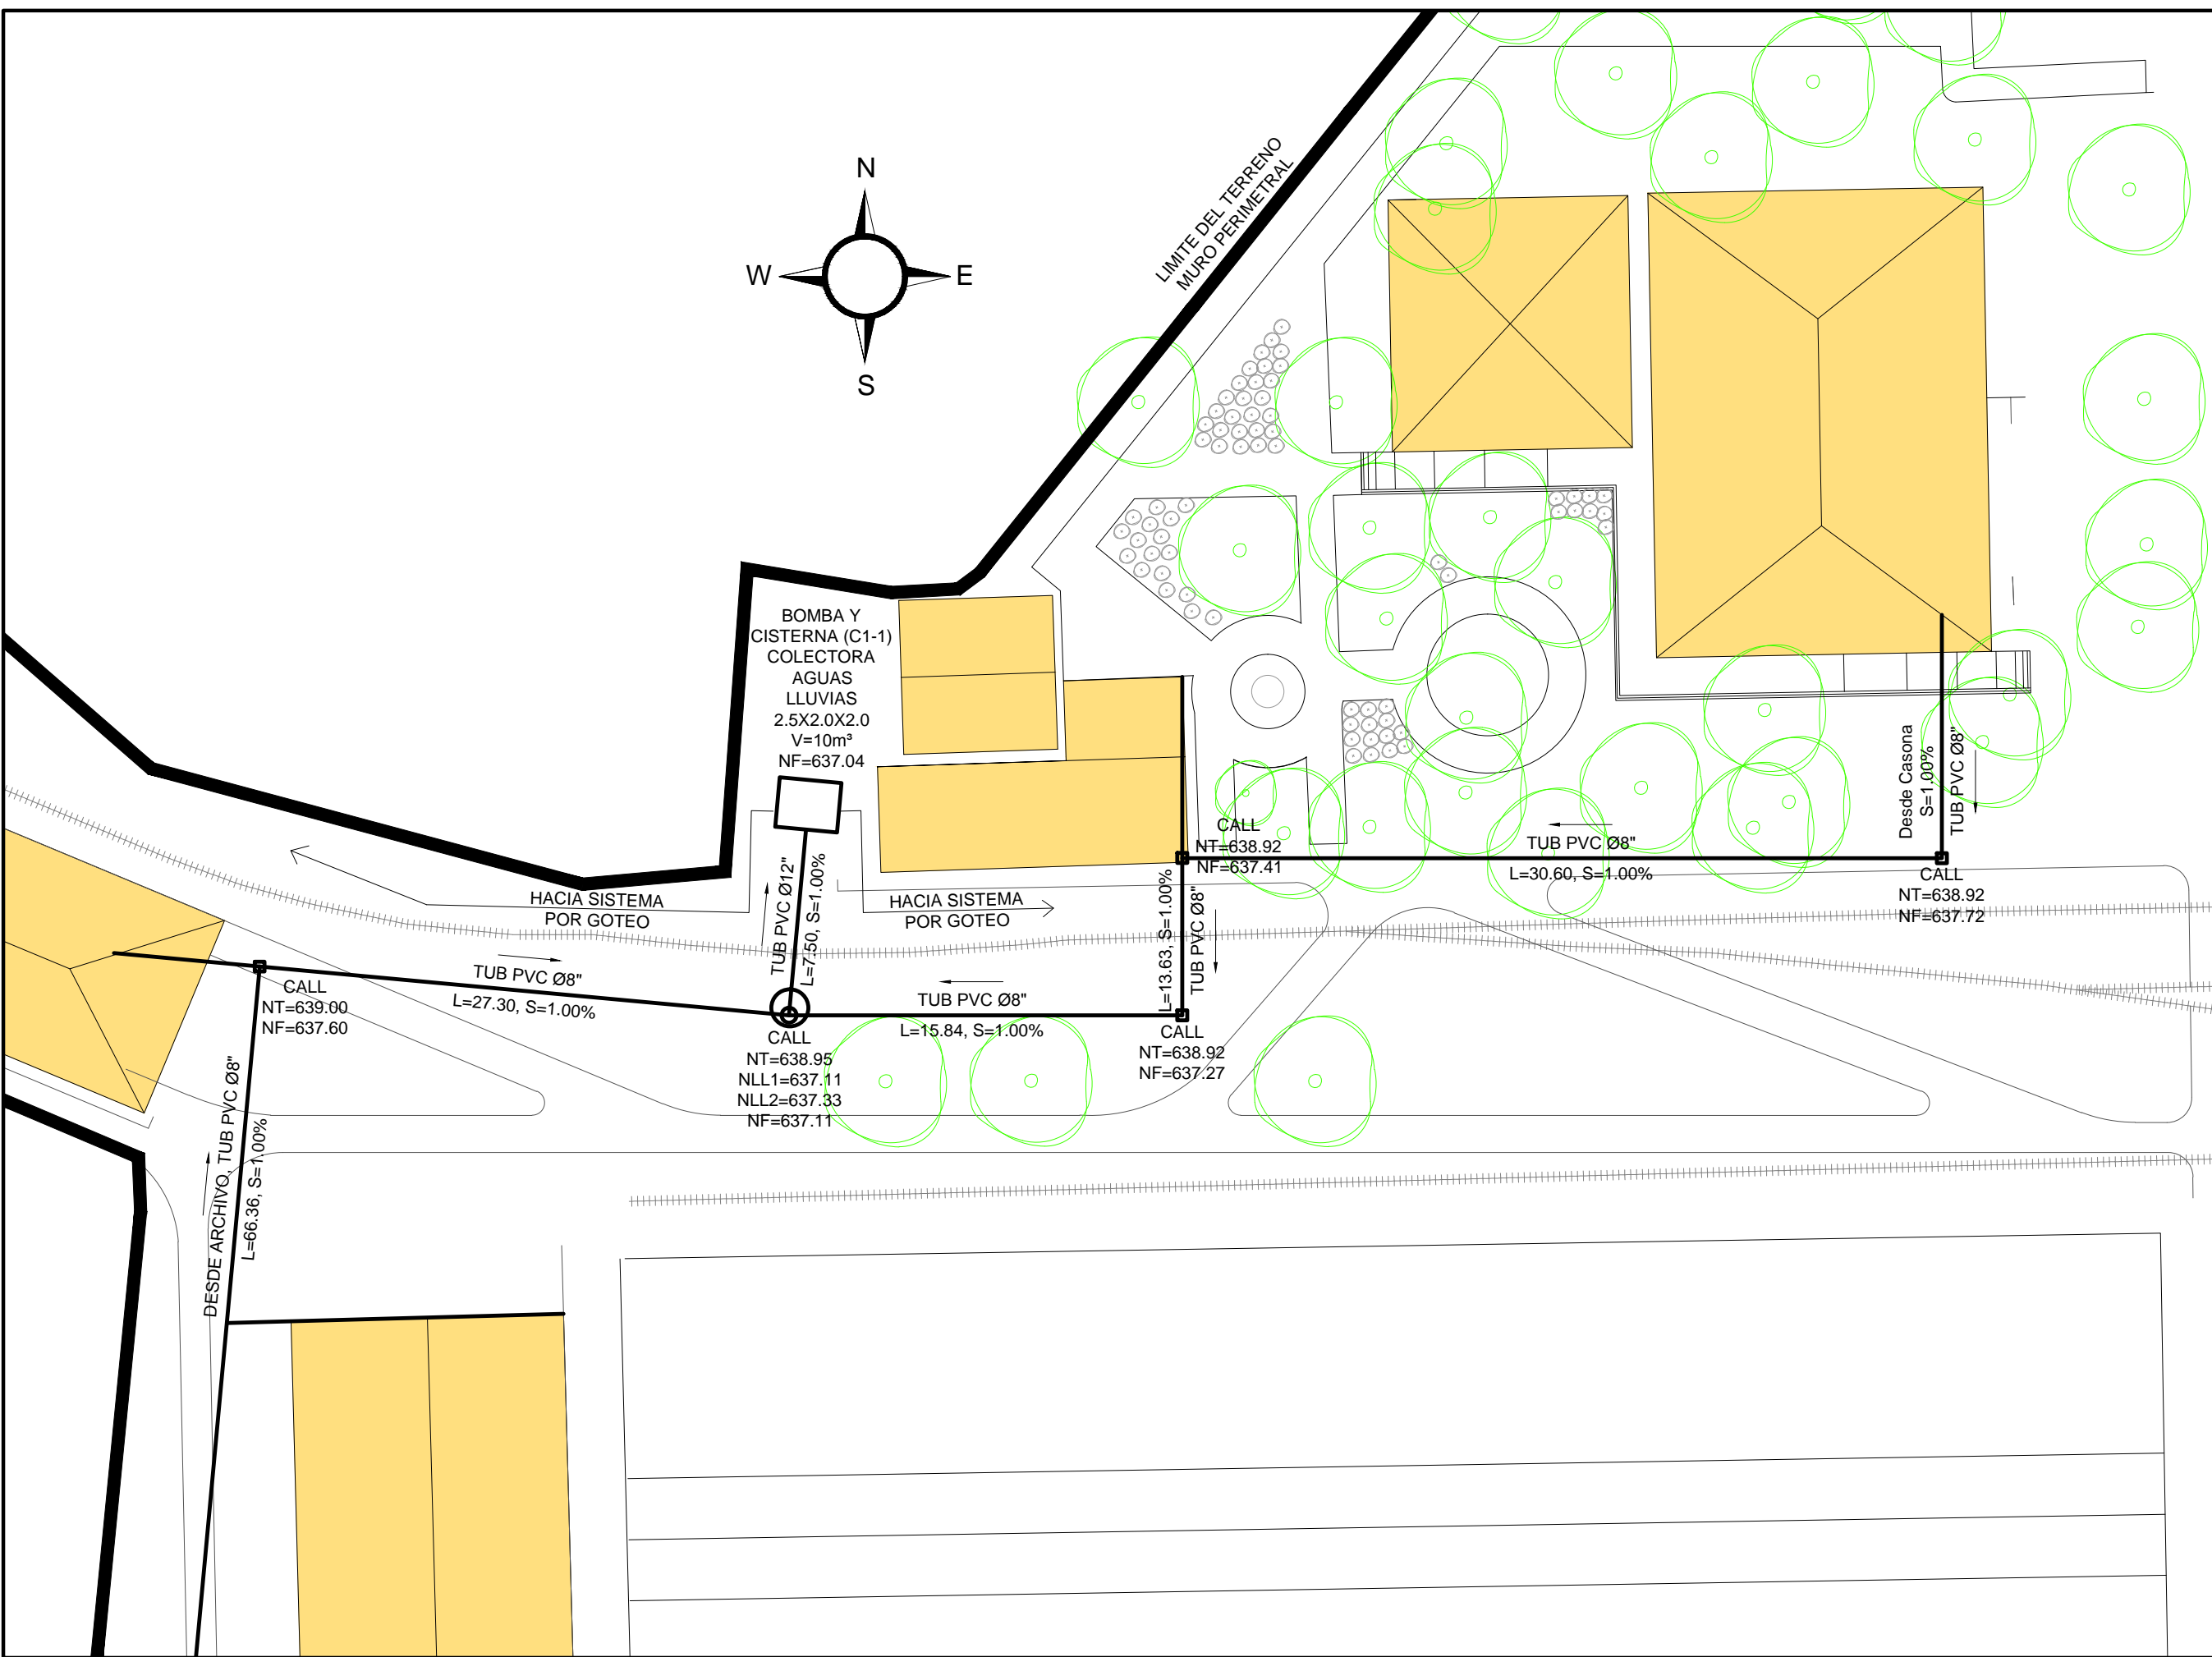 N
W
E
S
LIMITE DEL TERRENO
MURO PERIMETRAL
BOMBA Y
CISTERNA (C1-1)
COLECTORA
AGUAS
LLUVIAS
2.5X2.0X2.0
V=10m³
NF=637.04
HACIA SISTEMA
POR GOTEO
HACIA SISTEMA
POR GOTEO
TUB PVC Ø12"
L=7.50, S=1.00%
CALL
NT=638.92
NF=637.41
TUB PVC Ø8"
L=30.60, S=1.00%
Desde Casona
S=1.00%
TUB PVC Ø8"
CALL
NT=638.92
NF=637.72
L=13.63, S=1.00%
TUB PVC Ø8"
CALL
NT=639.00
NF=637.60
TUB PVC Ø8"
L=27.30, S=1.00%
TUB PVC Ø8"
L=15.84, S=1.00%
CALL
NT=638.95
NLL1=637.11
NLL2=637.33
NF=637.11
CALL
NT=638.92
NF=637.27
DESDE ARCHIVO, TUB PVC Ø8"
L=66.36, S=1.00%